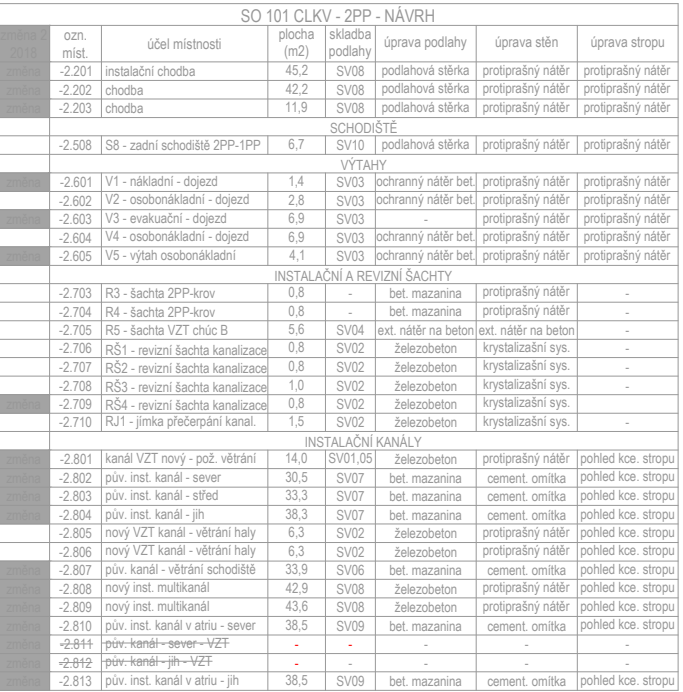 SO 101 CLKV - 2PP - NÁVRH
změna 2 2018 ozn. míst. účel místnosti plocha (m2) skladba podlahy úprava podlahy úprava stěn úprava stropu
změna -2.201 instalační chodba 45,2 SV08 podlahová stěrka protiprašný nátěr protiprašný nátěr
změna -2.202 chodba 42,2 SV08 podlahová stěrka protiprašný nátěr protiprašný nátěr
změna -2.203 chodba 11,9 SV08 podlahová stěrka protiprašný nátěr protiprašný nátěr
SCHODIŠTĚ
-2.508 S8 - zadní schodiště 2PP-1PP 6,7 SV10 podlahová stěrka protiprašný nátěr protiprašný nátěr
VÝTAHY
změna -2.601 V1 - nákladní - dojezd 1,4 SV03 ochranný nátěr bet. protiprašný nátěr protiprašný nátěr
-2.602 V2 - osobonákladní - dojezd 2,8 SV03 ochranný nátěr bet. protiprašný nátěr protiprašný nátěr
změna -2.603 V3 - evakuační - dojezd 6,9 SV03 - protiprašný nátěr protiprašný nátěr
-2.604 V4 - osobonákladní - dojezd 6,9 SV03 ochranný nátěr bet. protiprašný nátěr protiprašný nátěr
změna -2.605 V5 - výtah osobonákladní 4,1 SV03 ochranný nátěr bet. protiprašný nátěr protiprašný nátěr
INSTALAČNÍ A REVIZNÍ ŠACHTY
-2.703 R3 - šachta 2PP-krov 0,8 - bet. mazanina protiprašný nátěr -
-2.704 R4 - šachta 2PP-krov 0,8 - bet. mazanina protiprašný nátěr -
-2.705 R5 - šachta VZT chúc B 5,6 SV04 ext. nátěr na beton ext. nátěr na beton -
-2.706 RŠ1 - revizní šachta kanalizace 0,8 SV02 železobeton krystalizašní sys. -
-2.707 RŠ2 - revizní šachta kanalizace 0,8 SV02 železobeton krystalizašní sys. -
-2.708 RŠ3 - revizní šachta kanalizace 1,0 SV02 železobeton krystalizašní sys. -
změna -2.709 RŠ4 - revizní šachta kanalizace 0,8 SV02 železobeton krystalizašní sys.
-2.710 RJ1 - jímka přečerpání kanal. 1,5 SV02 železobeton krystalizašní sys. -
INSTALAČNÍ KANÁLY
změna -2.801 kanál VZT nový - pož. větrání 14,0 SV01,05 železobeton protiprašný nátěr pohled kce. stropu
změna -2.802 pův. inst. kanál - sever 30,5 SV07 bet. mazanina cement. omítka pohled kce. stropu
změna -2.803 pův. inst. kanál - střed 33,3 SV07 bet. mazanina cement. omítka pohled kce. stropu
změna -2.804 pův. inst. kanál - jih 38,3 SV07 bet. mazanina cement. omítka pohled kce. stropu
-2.805 nový VZT kanál - větrání haly 6,3 SV02 železobeton protiprašný nátěr pohled kce. stropu
-2.806 nový VZT kanál - větrání haly 6,3 SV02 železobeton protiprašný nátěr pohled kce. stropu
změna -2.807 pův. kanál - větrání schodiště 33,9 SV06 bet. mazanina cement. omítka pohled kce. stropu
změna -2.808 nový inst. multikanál 42,9 SV08 železobeton protiprašný nátěr pohled kce. stropu
změna -2.809 nový inst. multikanál 43,6 SV08 železobeton protiprašný nátěr pohled kce. stropu
změna -2.810 pův. inst. kanál v atriu - sever 38,5 SV09 bet. mazanina cement. omítka pohled kce. stropu
změna -2.811 pův. kanál - sever - VZT - - - - -
změna -2.812 pův. kanál - jih - VZT - - - - -
změna -2.813 pův. inst. kanál v atriu - jih 38,5 SV09 bet. mazanina cement. omítka pohled kce. stropu